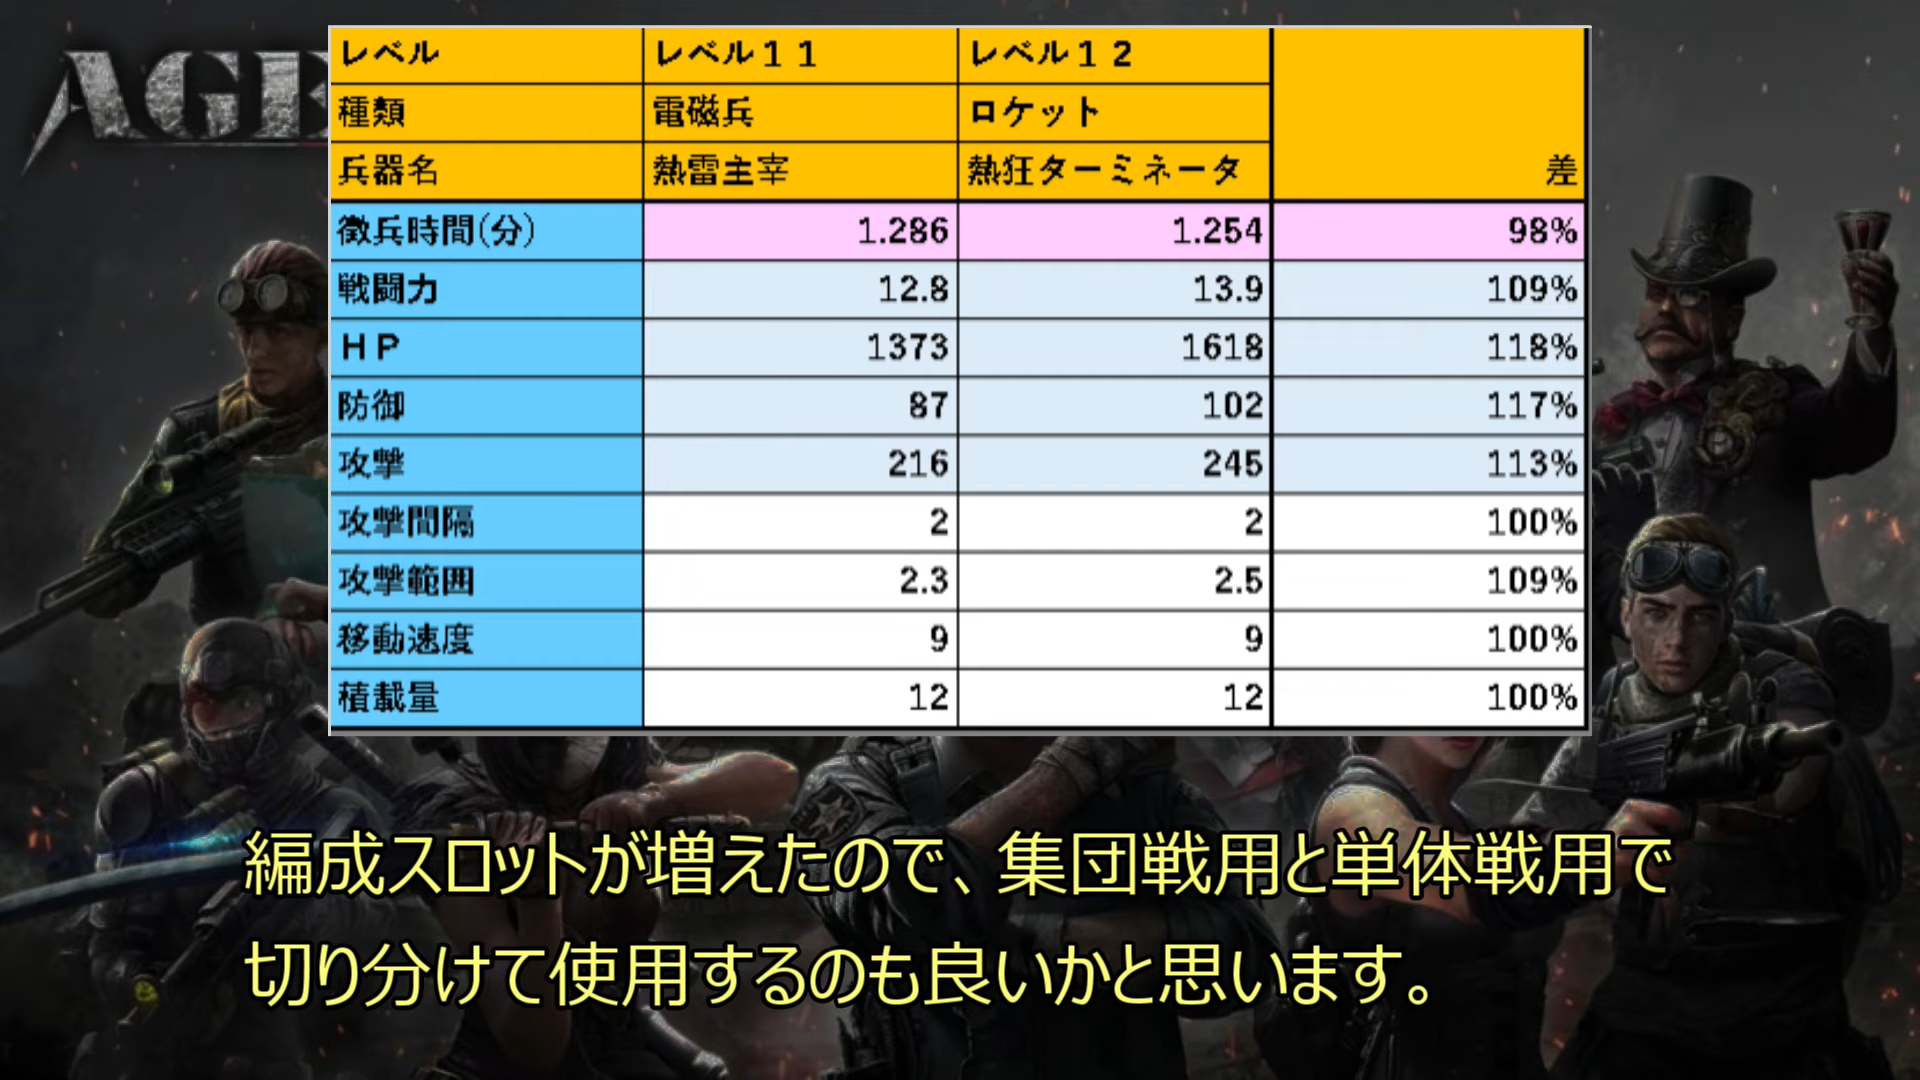 AGE
レベル レベル11 レベル12
種類 電磁兵 ロケット
兵器名 熱雷主宰 熱狂ターミネータ 差
徴兵時間(分) 1.286 1.254 98%
戦闘力 12.8 13.9 109%
HP 1373 1618 118%
防御 87 102 117%
攻撃 216 245 113%
攻撃間隔 2 2 100%
攻撃範囲 2.3 2.5 109%
移動速度 9 9 100%
積載量 12 12 100%
編成スロットが増えたので、集団戦用と単体戦用で
切り分けて使用するのも良いかと思います。